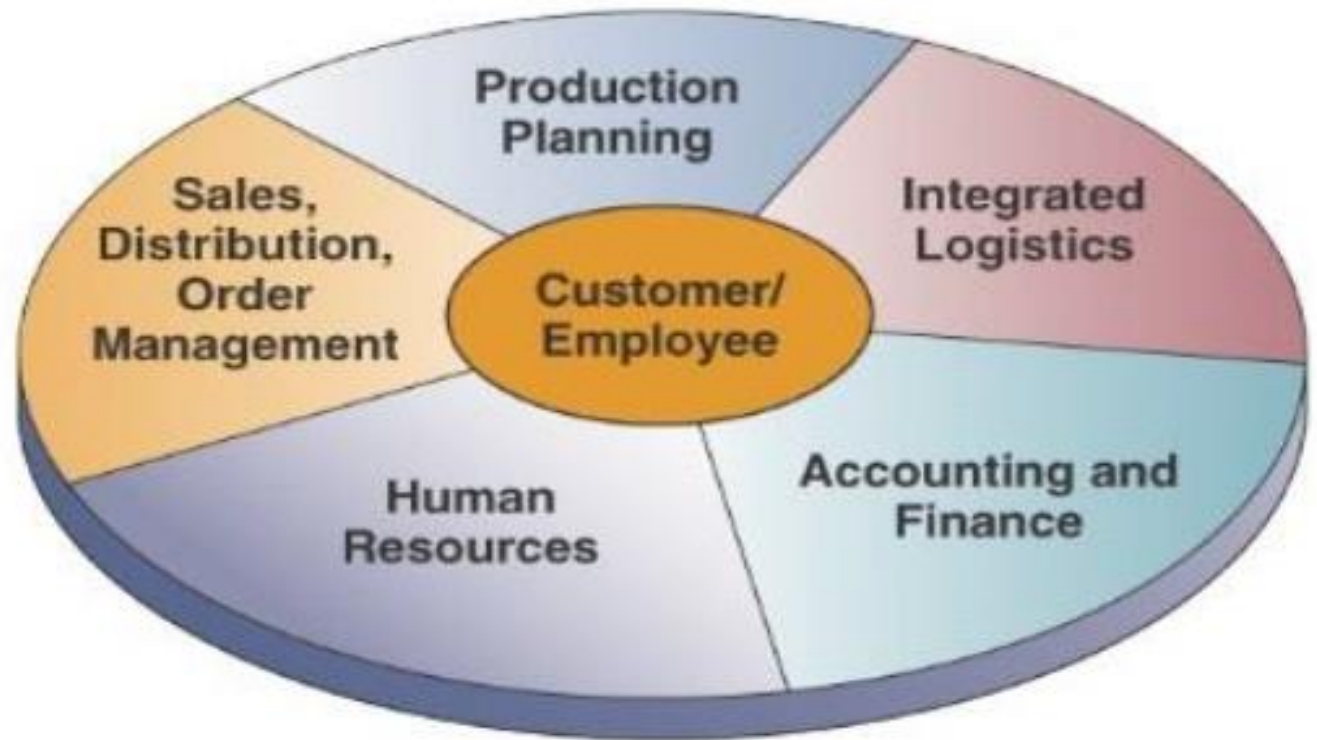 Production
Planning
Integrated
Logistics
Sales,
Distribution,
Order
Management
Customer/
Employee
Accounting and
Finance
Human
Resources